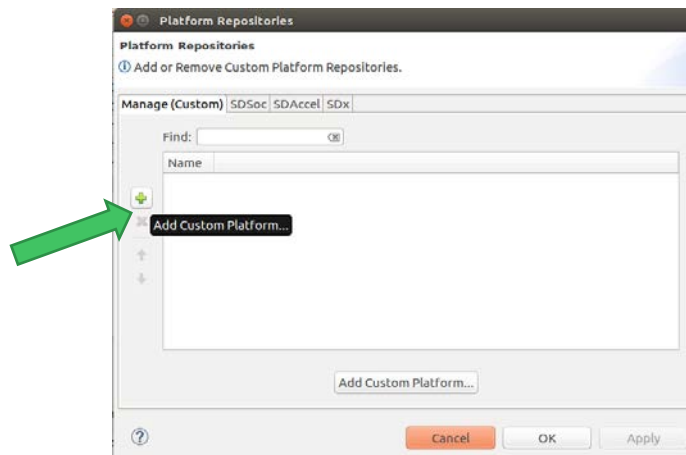 Platform Repositories
Platform Repositories
Add or Remove Custom Platform Repositories.
Manage (Custom) SDSoc SDAccel SDx
Find:
Name
Add Custom Platform...
Add Custom Platform...
Cancel OK Apply